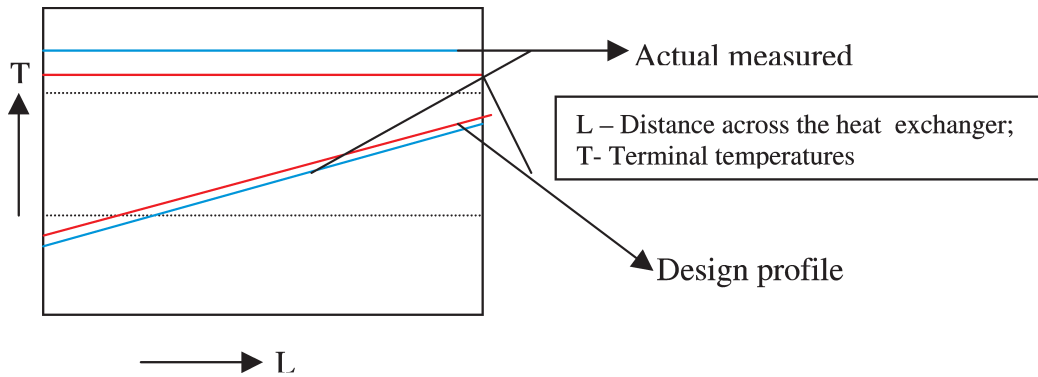 T
Actual measured
L – Distance across the heat exchanger;
T- Terminal temperatures
Design profile
L